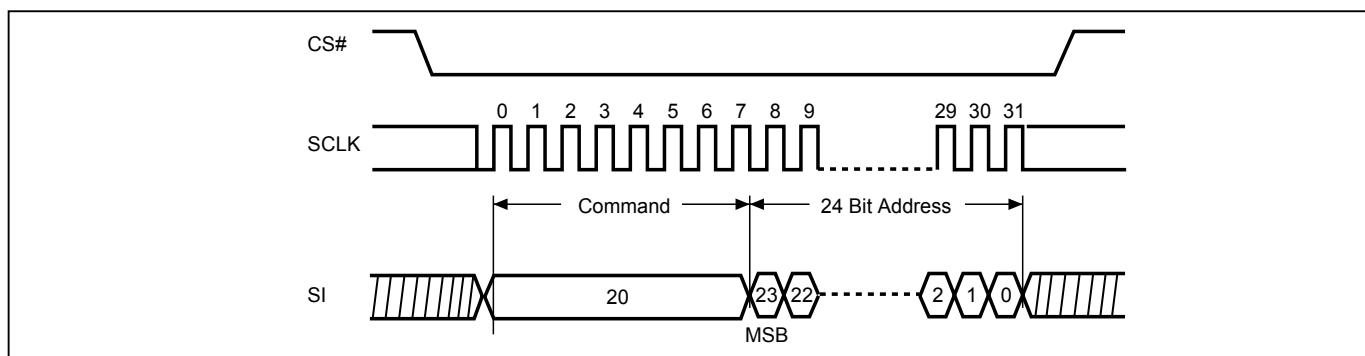 CS#
0 1 2 3 4 5 6 7 8 9 29 30 31
SCLK
Command 24 Bit Address
SI 20 23 22 2 1 0
MSB